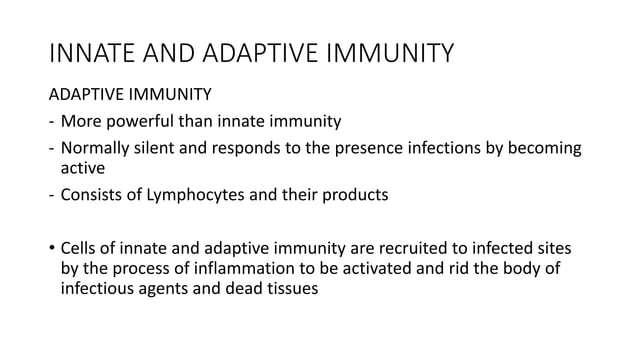 INNATE AND ADAPTIVE IMMUNITY
ADAPTIVE IMMUNITY
- More powerful than innate immunity
- Normally silent and responds to the presence infections by becoming
active
- Consists of Lymphocytes and their products
• Cells of innate and adaptive immunity are recruited to infected sites
by the process of inflammation to be activated and rid the body of
infectious agents and dead tissues